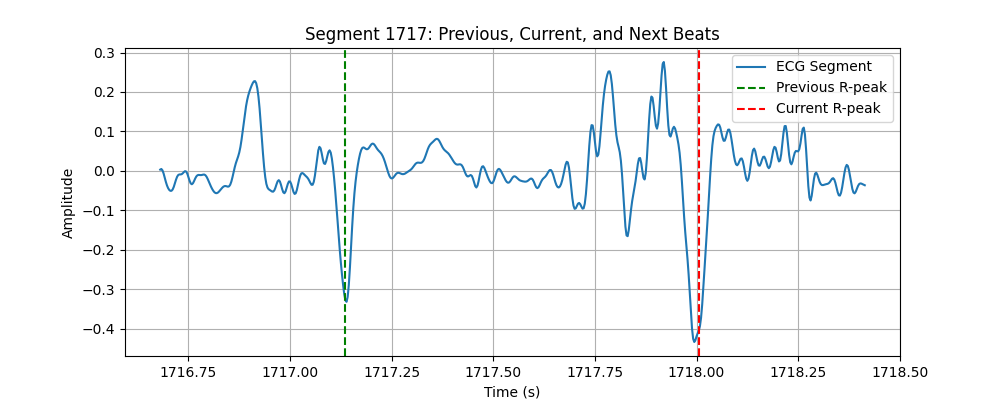 Segment 1717: Previous, Current, and Next Beats
0.3
0.2
0.1
0.0
−0.1
−0.2
−0.3
−0.4
Amplitude
ECG Segment
Previous R-peak
Current R-peak
1716.75 1717.00 1717.25 1717.50 1717.75 1718.00 1718.25 1718.50
Time (s)